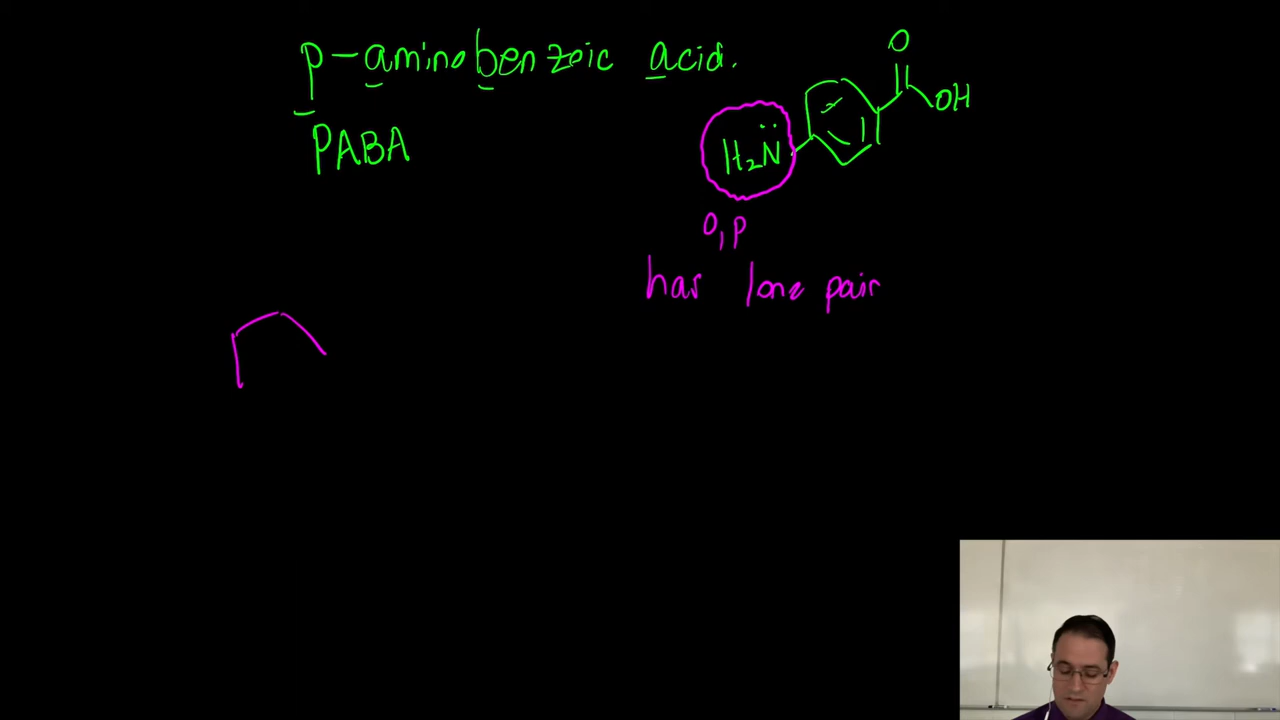 p-aminobenzoic acid.
PABA
O
OH
H₂N̈
O, P
has lone pair